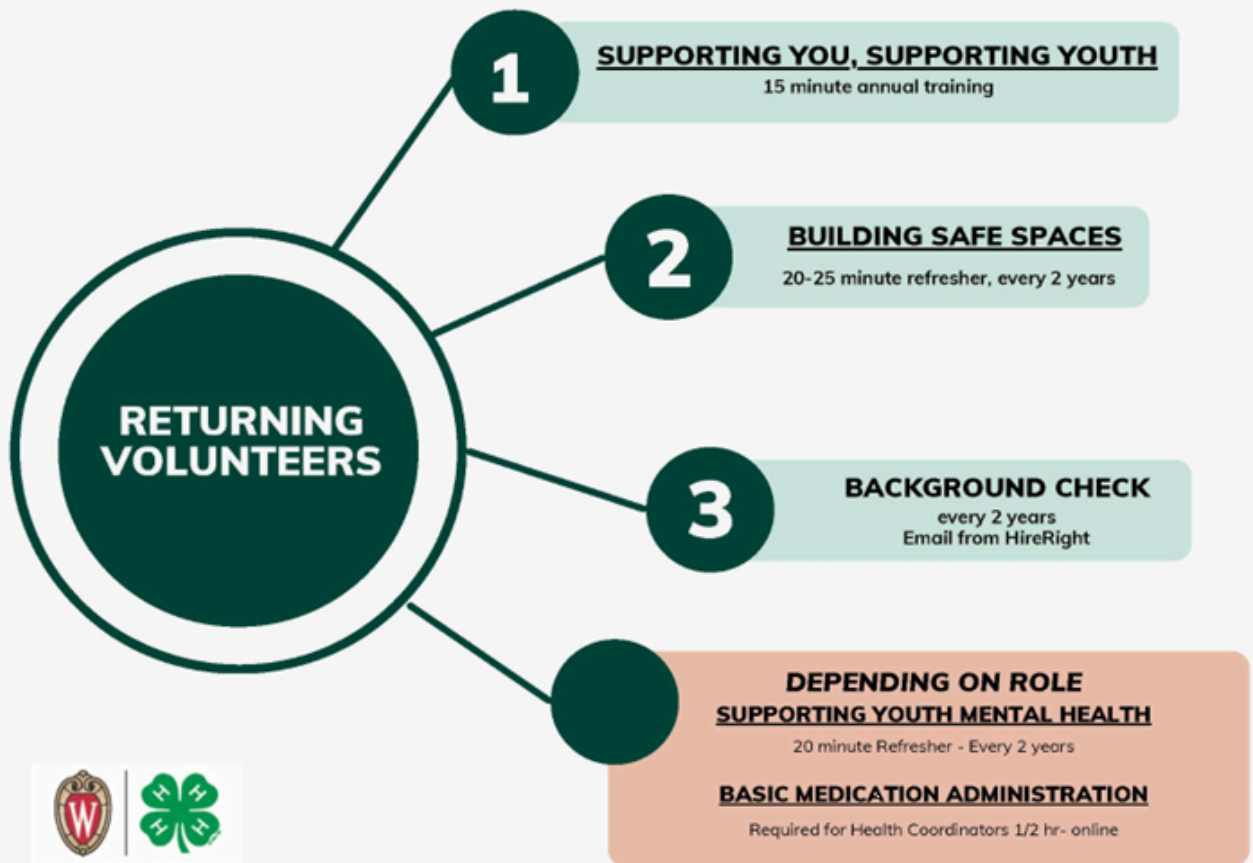 1
SUPPORTING YOU, SUPPORTING YOUTH
15 minute annual training
2
BUILDING SAFE SPACES
20-25 minute refresher, every 2 years
RETURNING
VOLUNTEERS
3
BACKGROUND CHECK
every 2 years
Email from HireRight
DEPENDING ON ROLE
SUPPORTING YOUTH MENTAL HEALTH
20 minute Refresher - Every 2 years
BASIC MEDICATION ADMINISTRATION
Required for Health Coordinators 1/2 hr- online
W
H H
H H